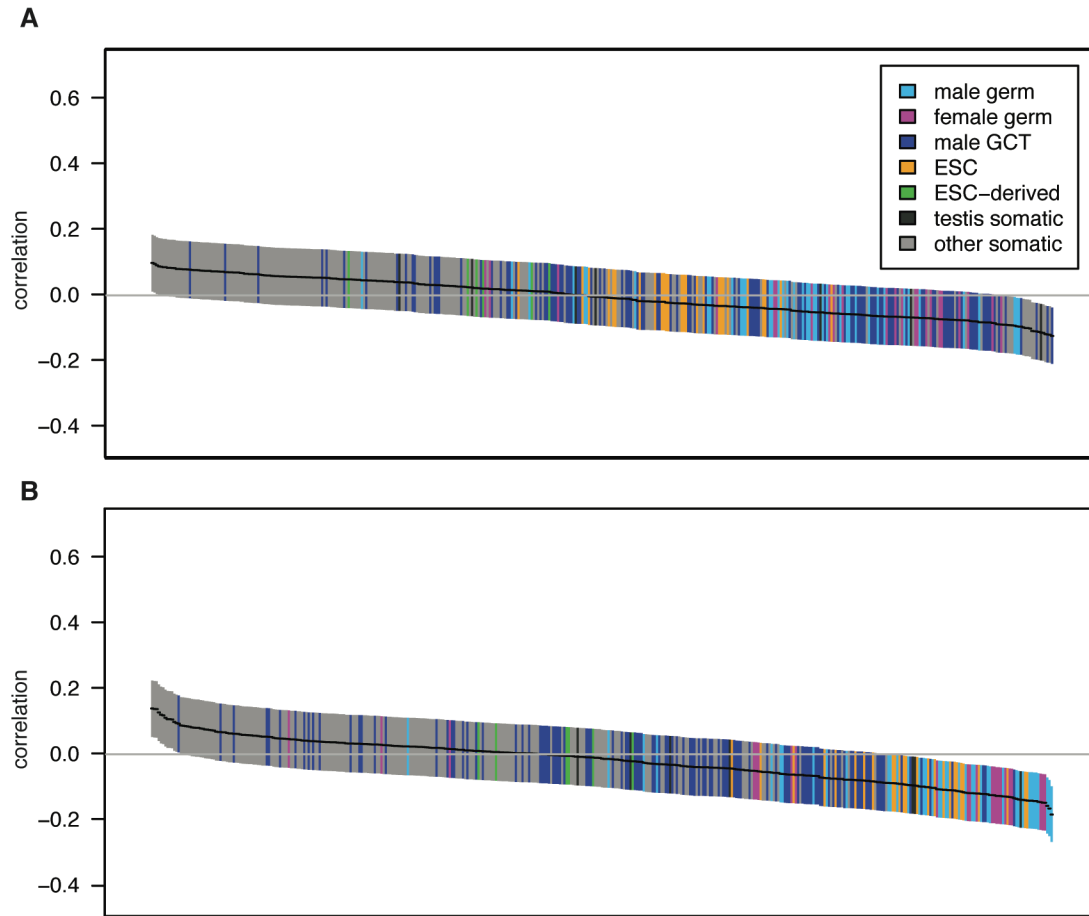 A
correlation
0.6
0.4
0.2
0.0
−0.2
−0.4
male germ
female germ
male GCT
ESC
ESC−derived
testis somatic
other somatic
B
correlation
0.6
0.4
0.2
0.0
−0.2
−0.4